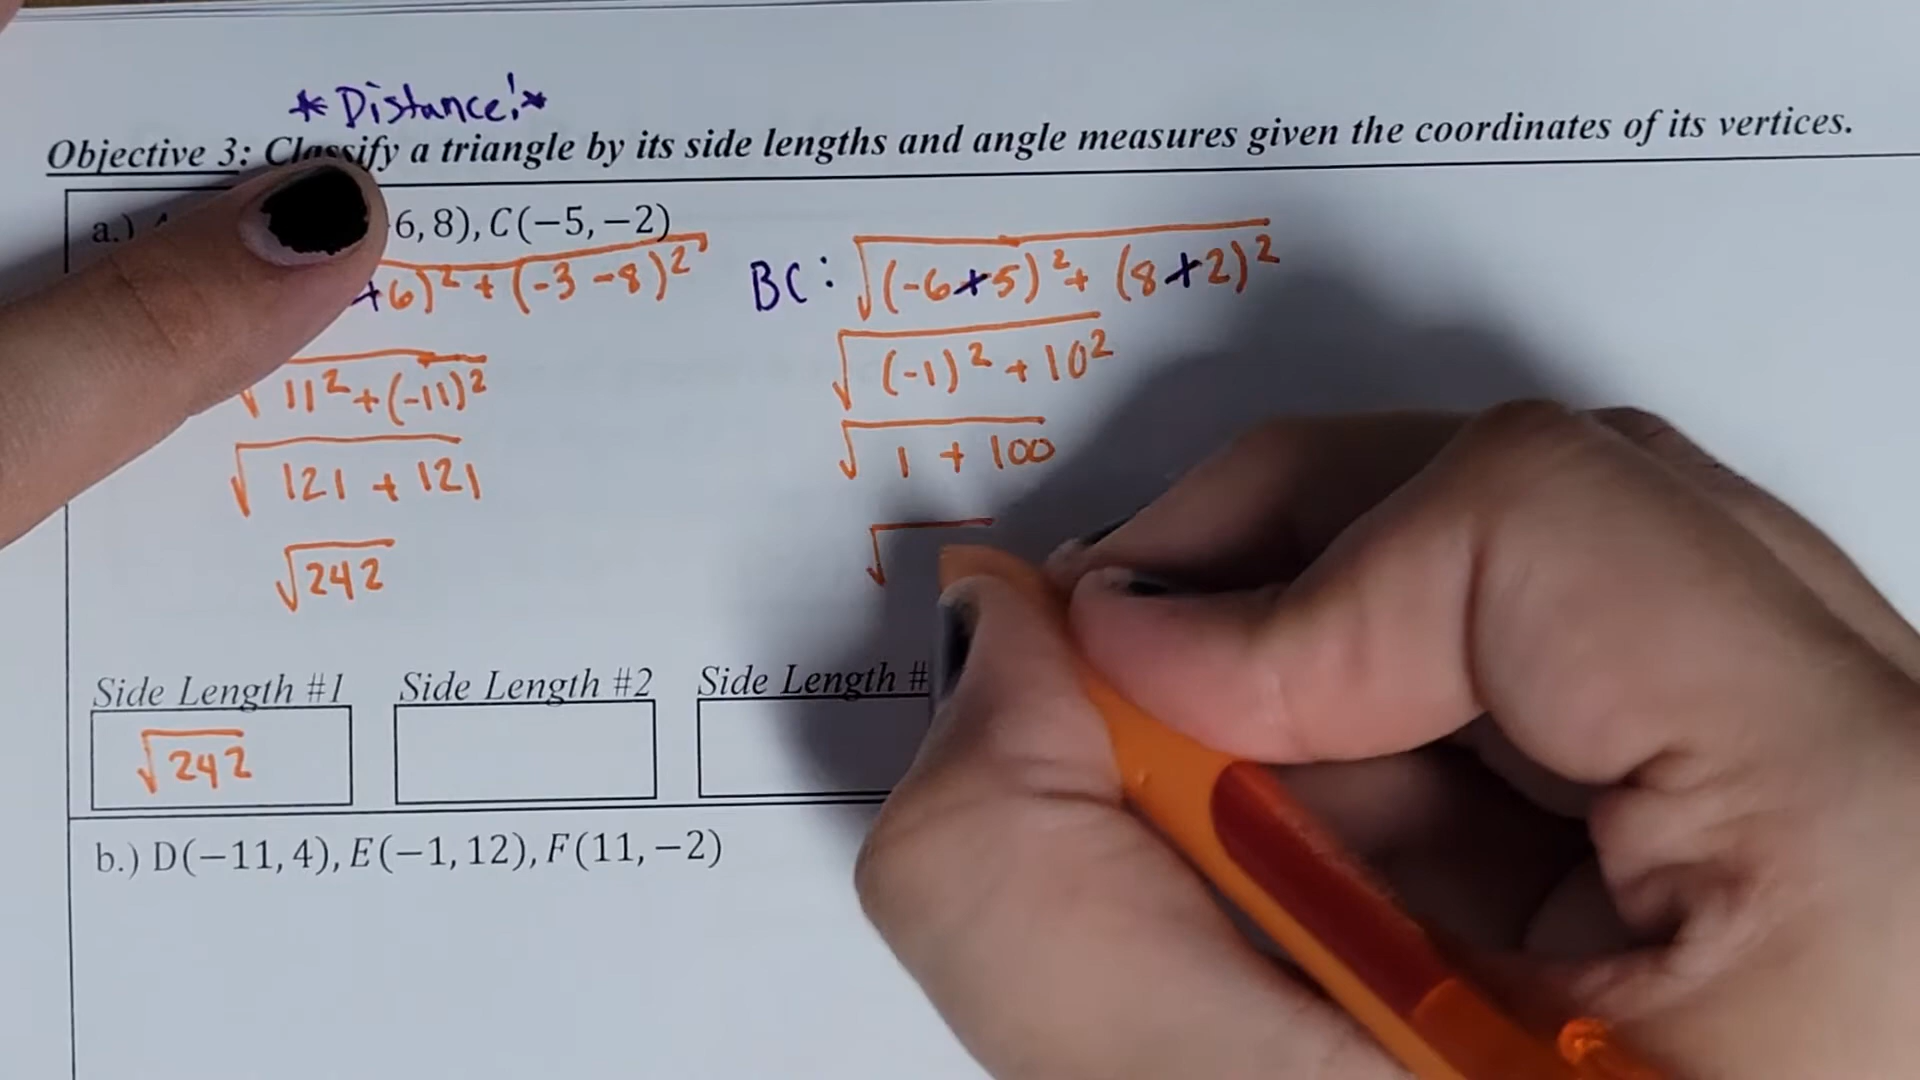 *Distance!*
Objective 3: Classify a triangle by its side lengths and angle measures given the coordinates of its vertices.
a.) 6, 8), C(−5, −2)
+6)² + (-3 -8)²
√11² + (-11)²
√121 + 121
√242
BC: √(-6+5)² + (8+2)²
√(-1)² + 10²
√1 + 100
√
Side Length #1 Side Length #2 Side Length #
√242
b.) D(−11, 4), E(−1, 12), F(11, −2)